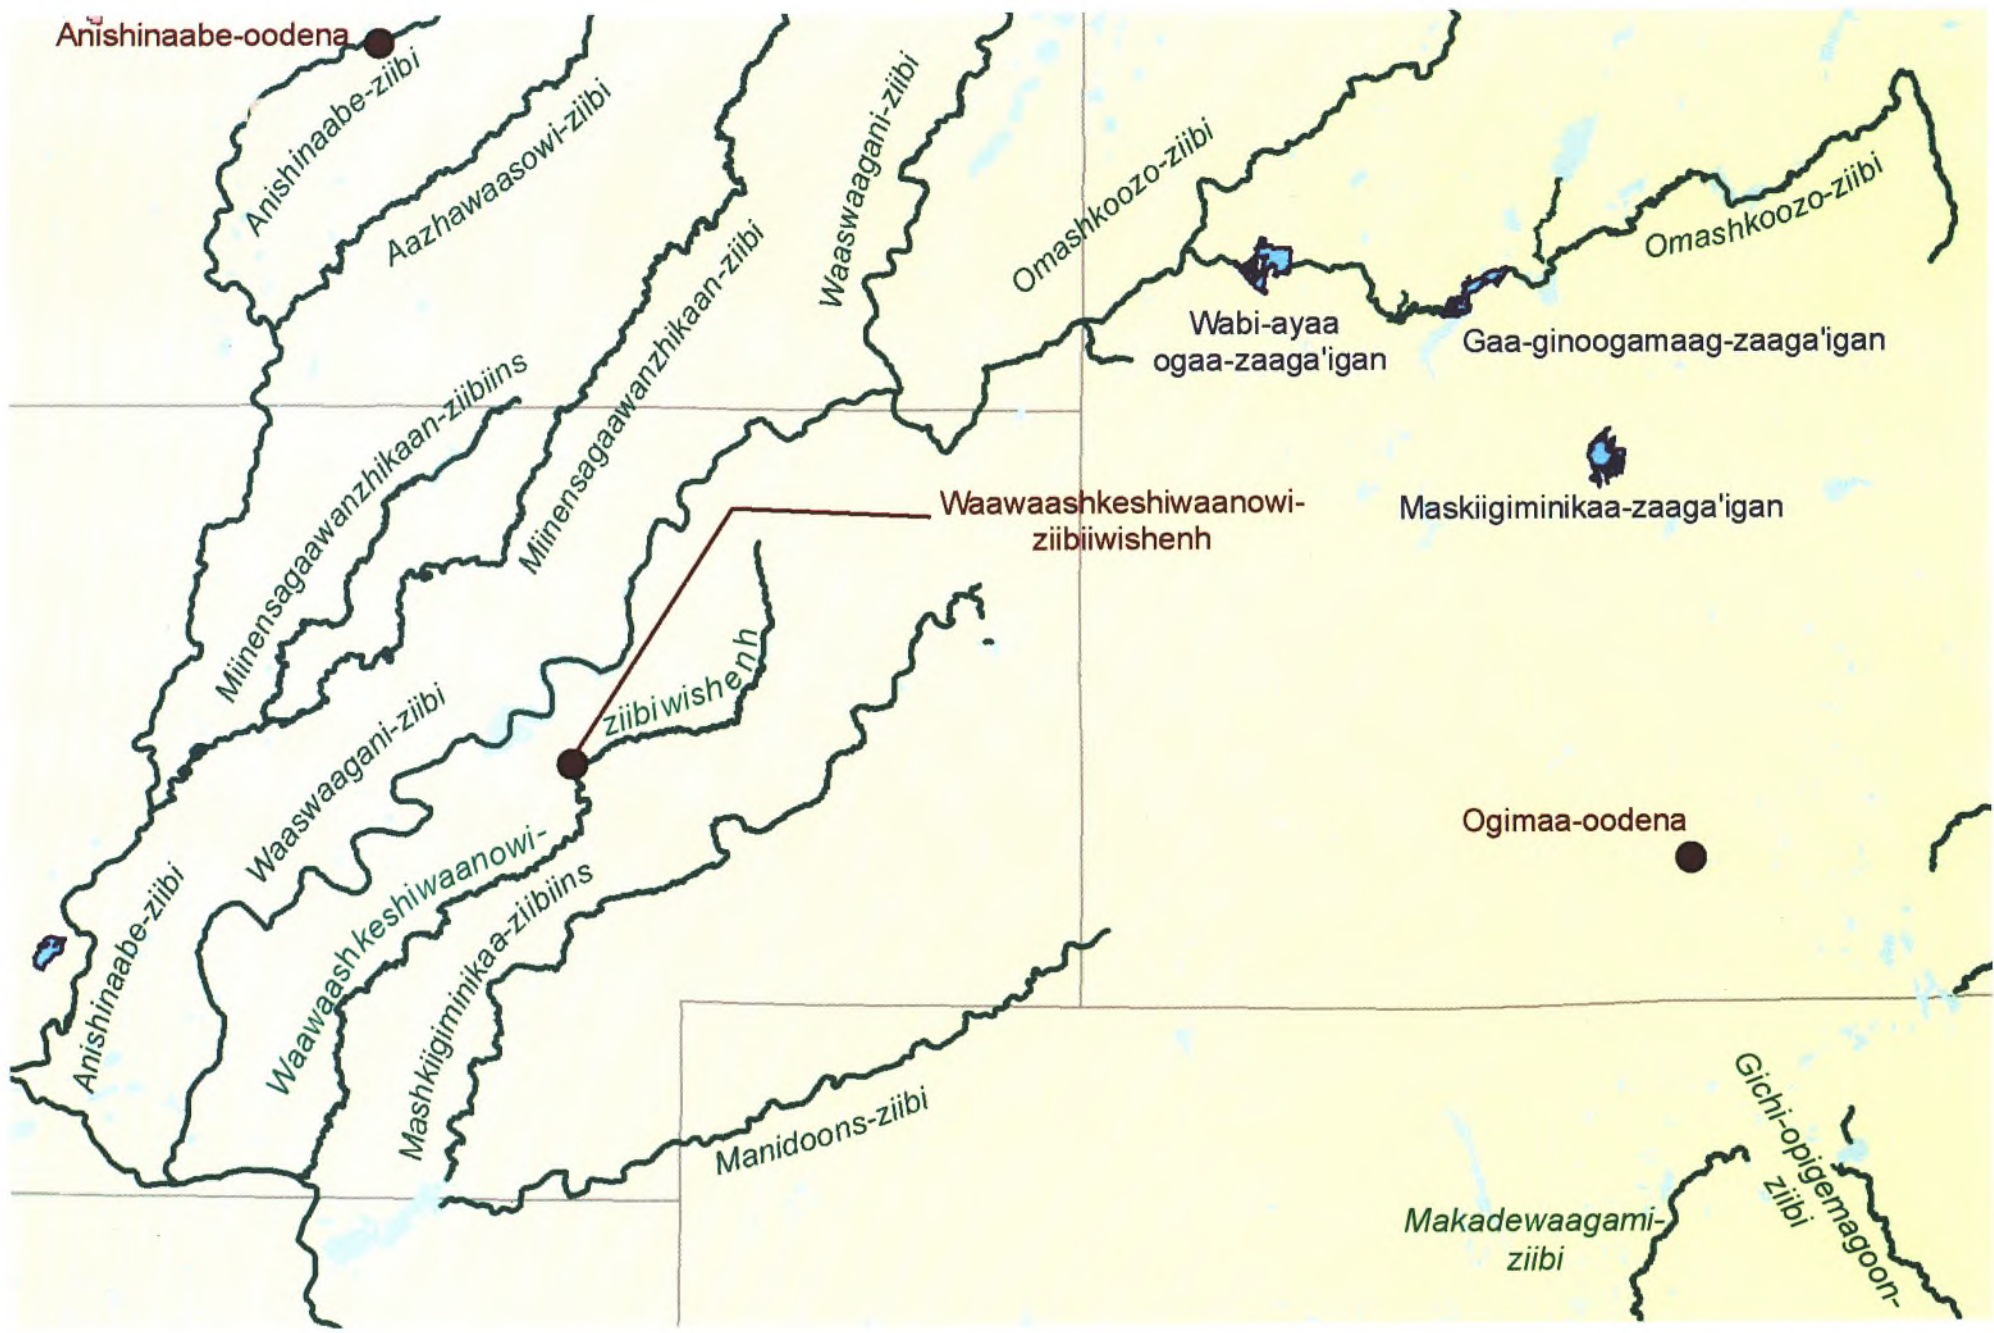 Anishinaabe-oodena
Anishinaabe-ziibi
Aazhawaasowi-ziibi
Waaswaagani-ziibi
Omashkoozo-ziibi
Omashkoozo-ziibi
Wabi-ayaa
ogaa-zaaga'igan
Gaa-ginoogamaag-zaaga'igan
Miinensagaawanzhikaan-ziibiins
Miinensagaawanzhikaan-ziibi
Waawaashkeshiwaanowi-
ziibiiwishenh
Maskiigiminikaa-zaaga'igan
Waaswaagani-ziibi
Waawaashkeshiwaanowi-
ziibiwishenh
Ogimaa-oodena
Anishinaabe-ziibi
Mashkiigiminikaa-ziibiins
Manidoons-ziibi
Makadewaagami-
ziibi
Gichi-opigemagoon-
ziibi